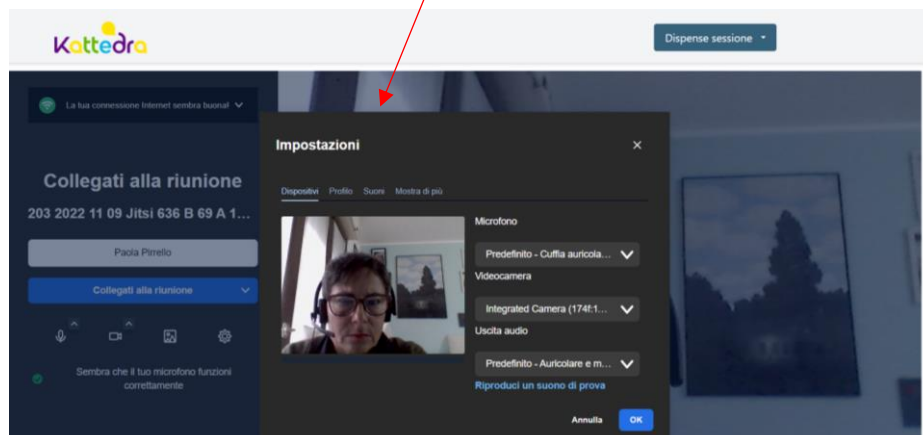 Kattedra
Dispense sessione
La tua connessione Internet sembra buona!
Impostazioni
Collegati alla riunione
Dispositivi Profilo Suoni Mostra di più
203 2022 11 09 Jitsi 636 B 69 A 1...
Microfono
Paola Pirrello
Predefinito - Cuffia auricola...
Videocamera
Collegati alla riunione
Integrated Camera (174f:1...
Uscita audio
Predefinito - Auricolare e m...
Sembra che il tuo microfono funzioni
correttamente
Riproduci un suono di prova
Annulla OK